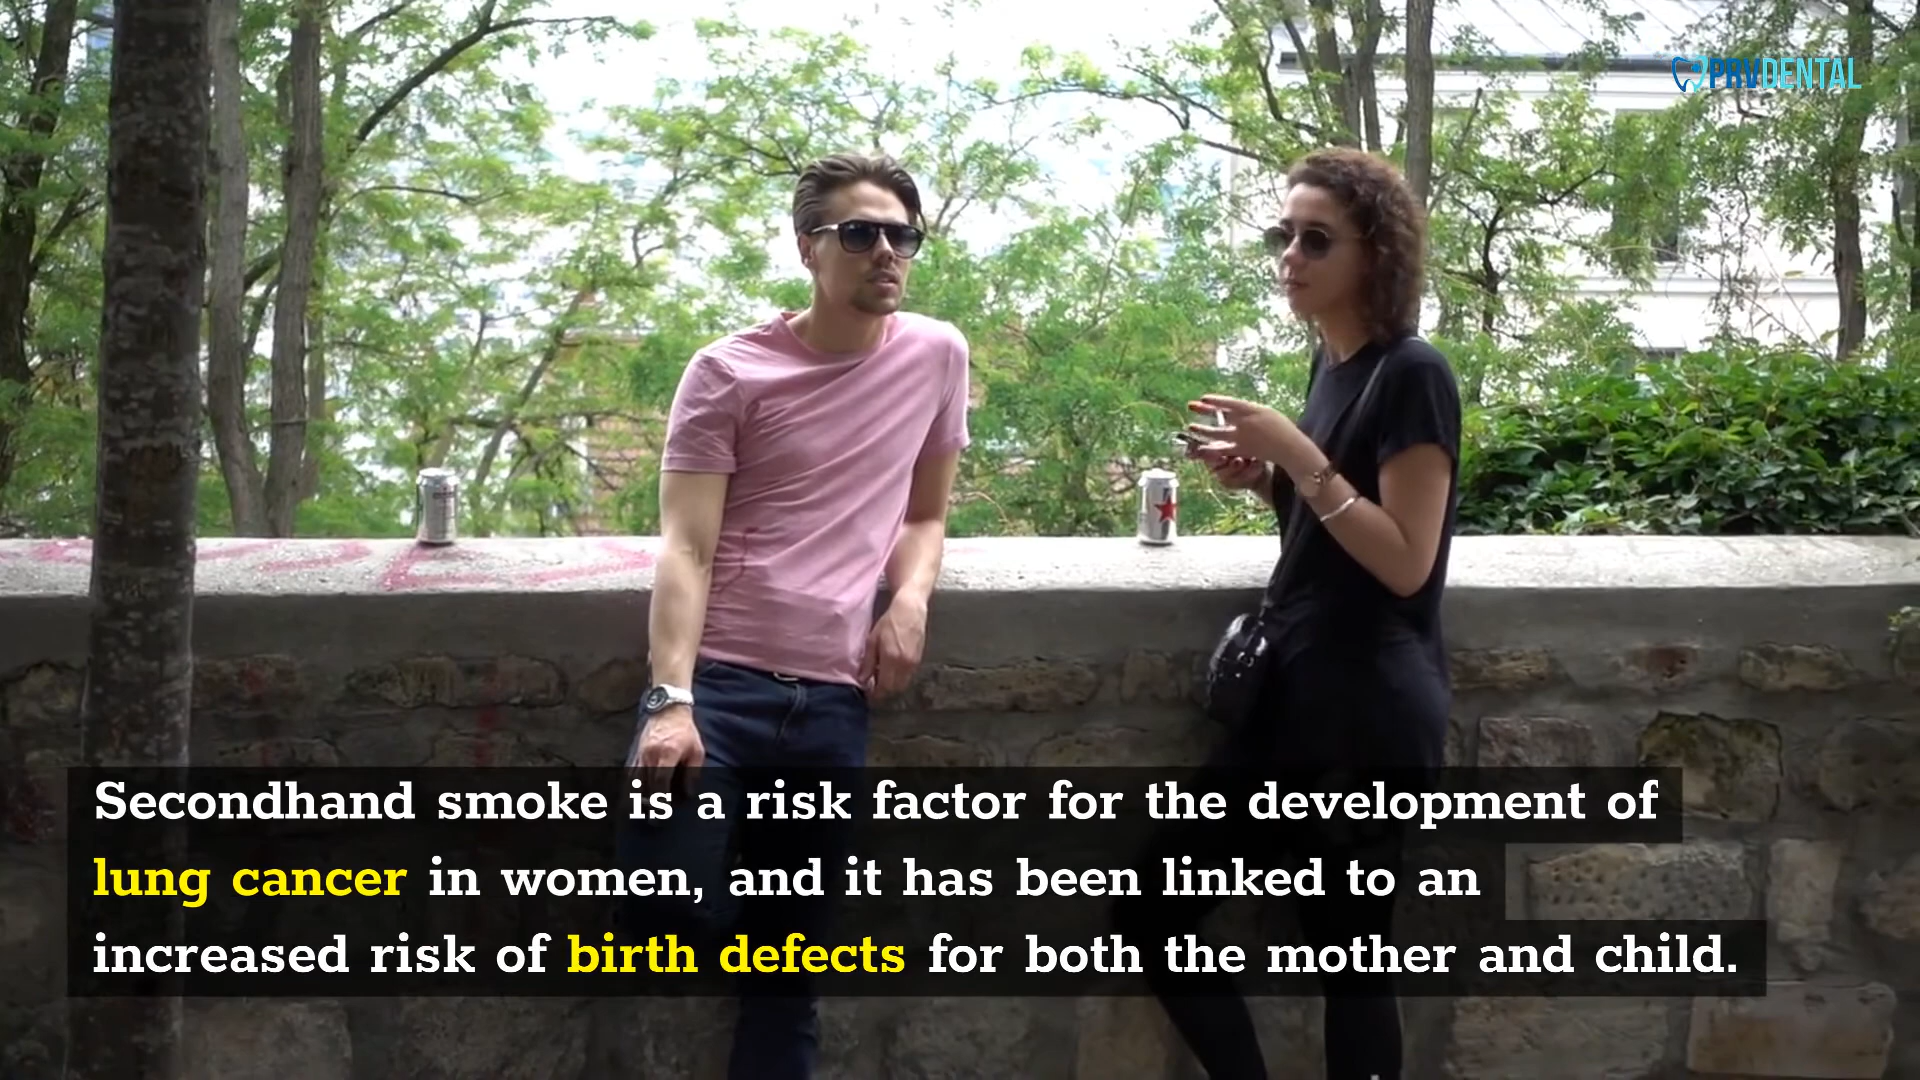 PRVDENTAL
Secondhand smoke is a risk factor for the development of
lung cancer in women, and it has been linked to an
increased risk of birth defects for both the mother and child.